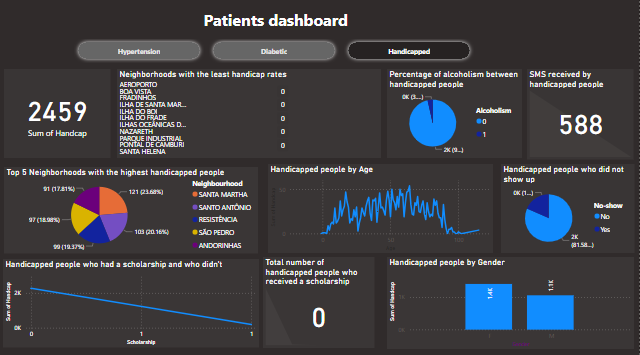 Patients dashboard
Hypertension
Diabetic
Handicapped
2459
Sum of Handcap
Neighborhoods with the least handicap rates
AEROPORTO
BOA VISTA 0
FRADINHOS
ILHA DE SANTA MAR... 0
ILHA DO BOI
ILHA DO FRADE 0
ILHAS OCEÂNICAS D...
NAZARETH 0
PARQUE INDUSTRIAL
PONTAL DE CAMBURI 0
SANTA HELENA
Percentage of alcoholism between
handicapped people
0K (3...)
2K (9...)
Alcoholism
0
1
SMS received by
handicapped people
588
Top 5 Neighborhoods with the highest handicapped people
91 (17.81%)
121 (23.68%)
97 (18.98%)
103 (20.16%)
99 (19.37%)
Neighbourhood
SANTA MARTHA
SANTO ANTÔNIO
RESISTÊNCIA
SÃO PEDRO
ANDORINHAS
Handicapped people by Age
Handicapped people who did not
show up
0K (1...)
2K
(81.58...)
No-show
No
Yes
Handicapped people who had a scholarship and who didn't
Sum of Handcap
2K
0K
0 1 1
Scholarship
Total number of
handicapped people who
received a scholarship
0
Handicapped people by Gender
Sum of Handcap
1.4K
1.1K